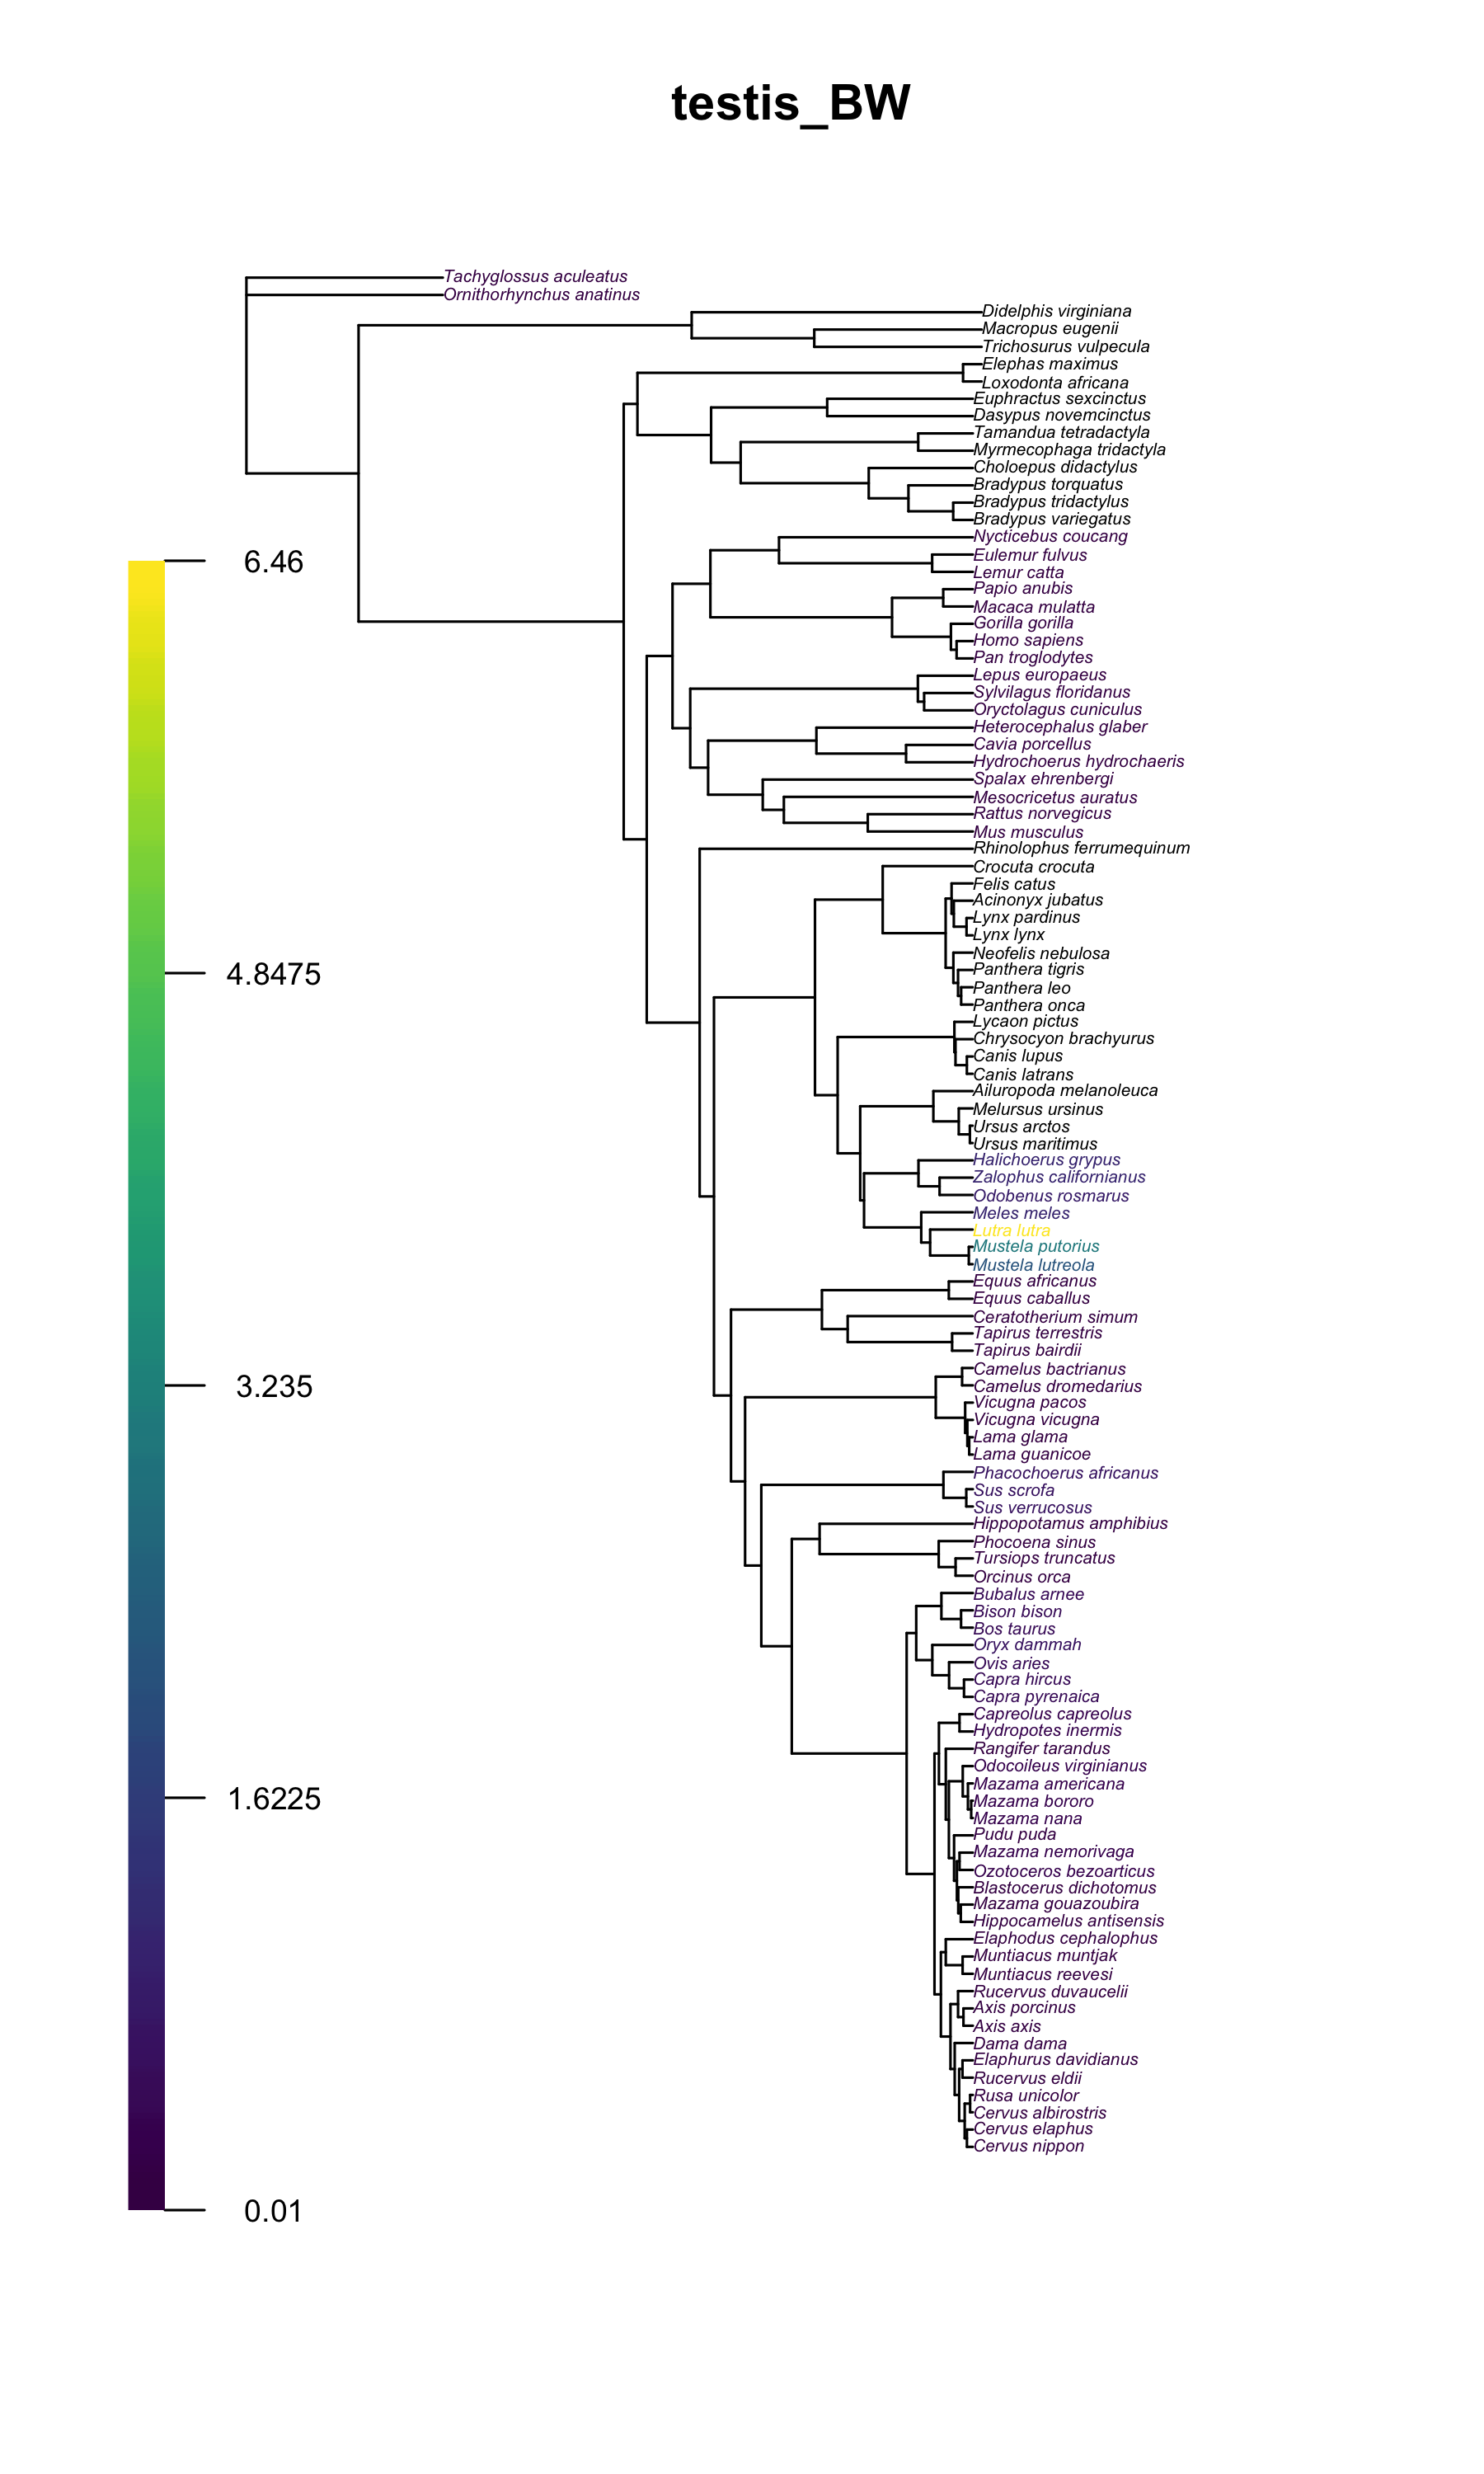 testis_BW
Tachyglossus aculeatus
Ornithorhynchus anatinus
Didelphis virginiana
Macropus eugenii
Trichosurus vulpecula
Elephas maximus
Loxodonta africana
Euphractus sexcinctus
Dasypus novemcinctus
Tamandua tetradactyla
Myrmecophaga tridactyla
Choloepus didactylus
Bradypus torquatus
Bradypus tridactylus
Bradypus variegatus
Nycticebus coucang
Eulemur fulvus
Lemur catta
Papio anubis
Macaca mulatta
Gorilla gorilla
Homo sapiens
Pan troglodytes
Lepus europaeus
Sylvilagus floridanus
Oryctolagus cuniculus
Heterocephalus glaber
Cavia porcellus
Hydrochoerus hydrochaeris
Spalax ehrenbergi
Mesocricetus auratus
Rattus norvegicus
Mus musculus
Rhinolophus ferrumequinum
Crocuta crocuta
Felis catus
Acinonyx jubatus
Lynx pardinus
Lynx lynx
Neofelis nebulosa
Panthera tigris
Panthera leo
Panthera onca
Lycaon pictus
Chrysocyon brachyurus
Canis lupus
Canis latrans
Ailuropoda melanoleuca
Melursus ursinus
Ursus arctos
Ursus maritimus
Halichoerus grypus
Zalophus californianus
Odobenus rosmarus
Meles meles
Lutra lutra
Mustela putorius
Mustela lutreola
Equus africanus
Equus caballus
Ceratotherium simum
Tapirus terrestris
Tapirus bairdii
Camelus bactrianus
Camelus dromedarius
Vicugna pacos
Vicugna vicugna
Lama glama
Lama guanicoe
Phacochoerus africanus
Sus scrofa
Sus verrucosus
Hippopotamus amphibius
Phocoena sinus
Tursiops truncatus
Orcinus orca
Bubalus arnee
Bison bison
Bos taurus
Oryx dammah
Ovis aries
Capra hircus
Capra pyrenaica
Capreolus capreolus
Hydropotes inermis
Rangifer tarandus
Odocoileus virginianus
Mazama americana
Mazama bororo
Mazama nana
Pudu puda
Mazama nemorivaga
Ozotoceros bezoarticus
Blastocerus dichotomus
Mazama gouazoubira
Hippocamelus antisensis
Elaphodus cephalophus
Muntiacus muntjak
Muntiacus reevesi
Rucervus duvaucelii
Axis porcinus
Axis axis
Dama dama
Elaphurus davidianus
Rucervus eldii
Rusa unicolor
Cervus albirostris
Cervus elaphus
Cervus nippon
6.46
4.8475
3.235
1.6225
0.01